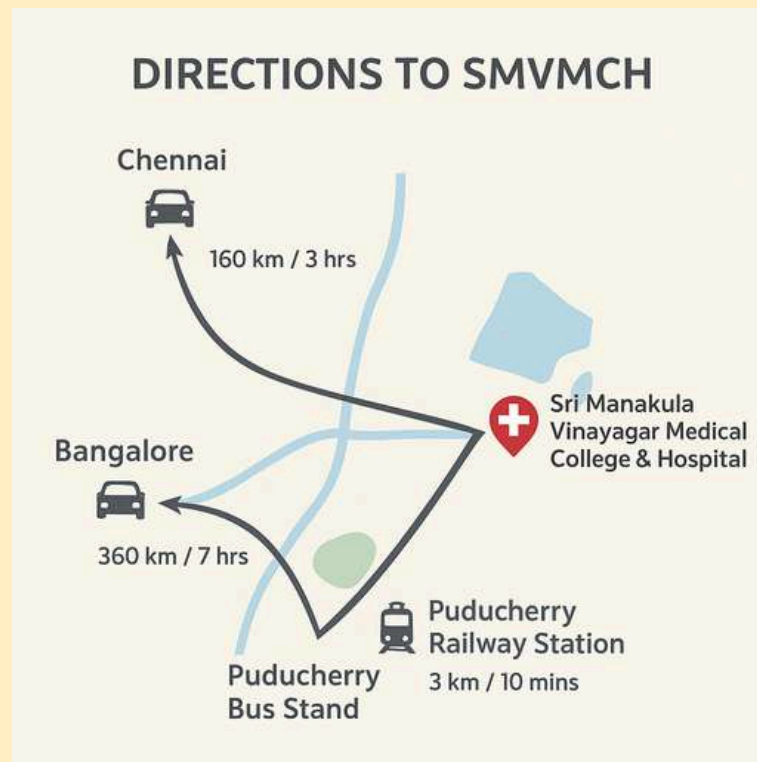 DIRECTIONS TO SMVMCH
Chennai
160 km / 3 hrs
Sri Manakula
Vinayagar Medical
College & Hospital
Bangalore
360 km / 7 hrs
Puducherry
Railway Station
3 km / 10 mins
Puducherry
Bus Stand